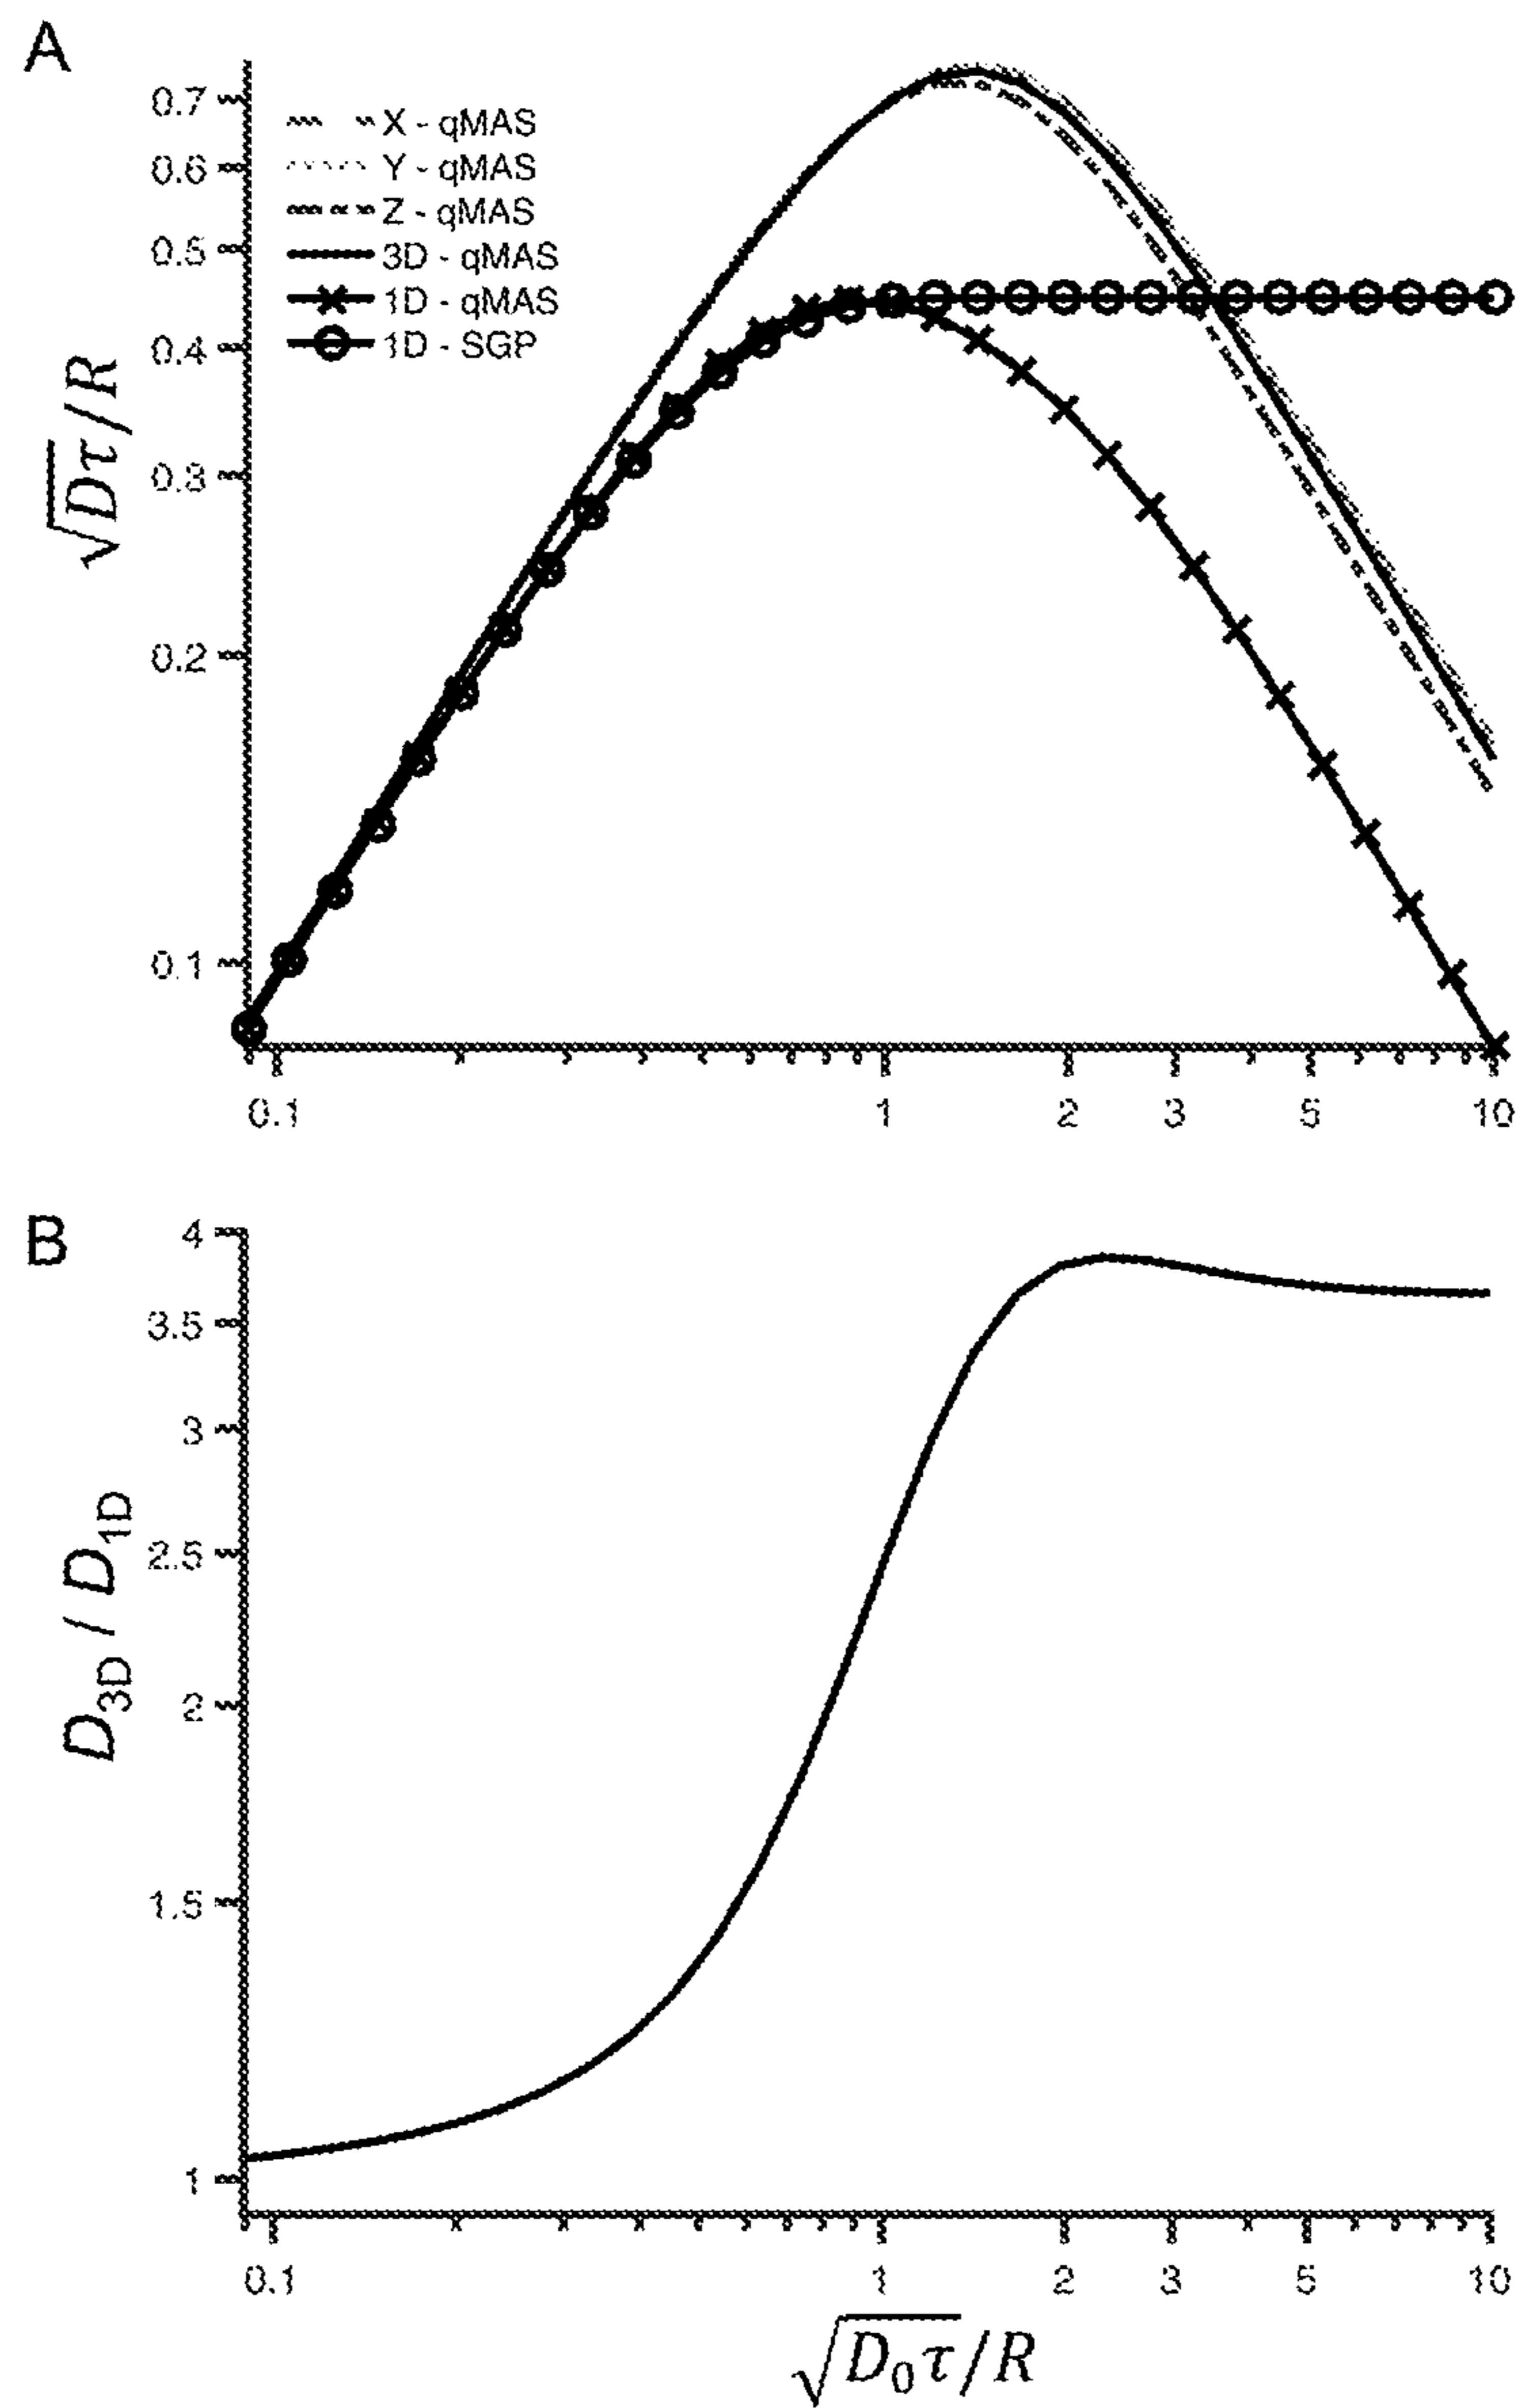 A
0.7
0.6
0.5
0.4
0.3
0.2
0.1
X - qMAS
Y - qMAS
Z - qMAS
3D - qMAS
1D - qMAS
1D - SGP
√Dτ/R
0.1 1 2 3 5 10
B
4
3.5
3
2.5
2
1.5
1
D3D / D1D
0.1 1 2 3 5 10
√D₀τ/R